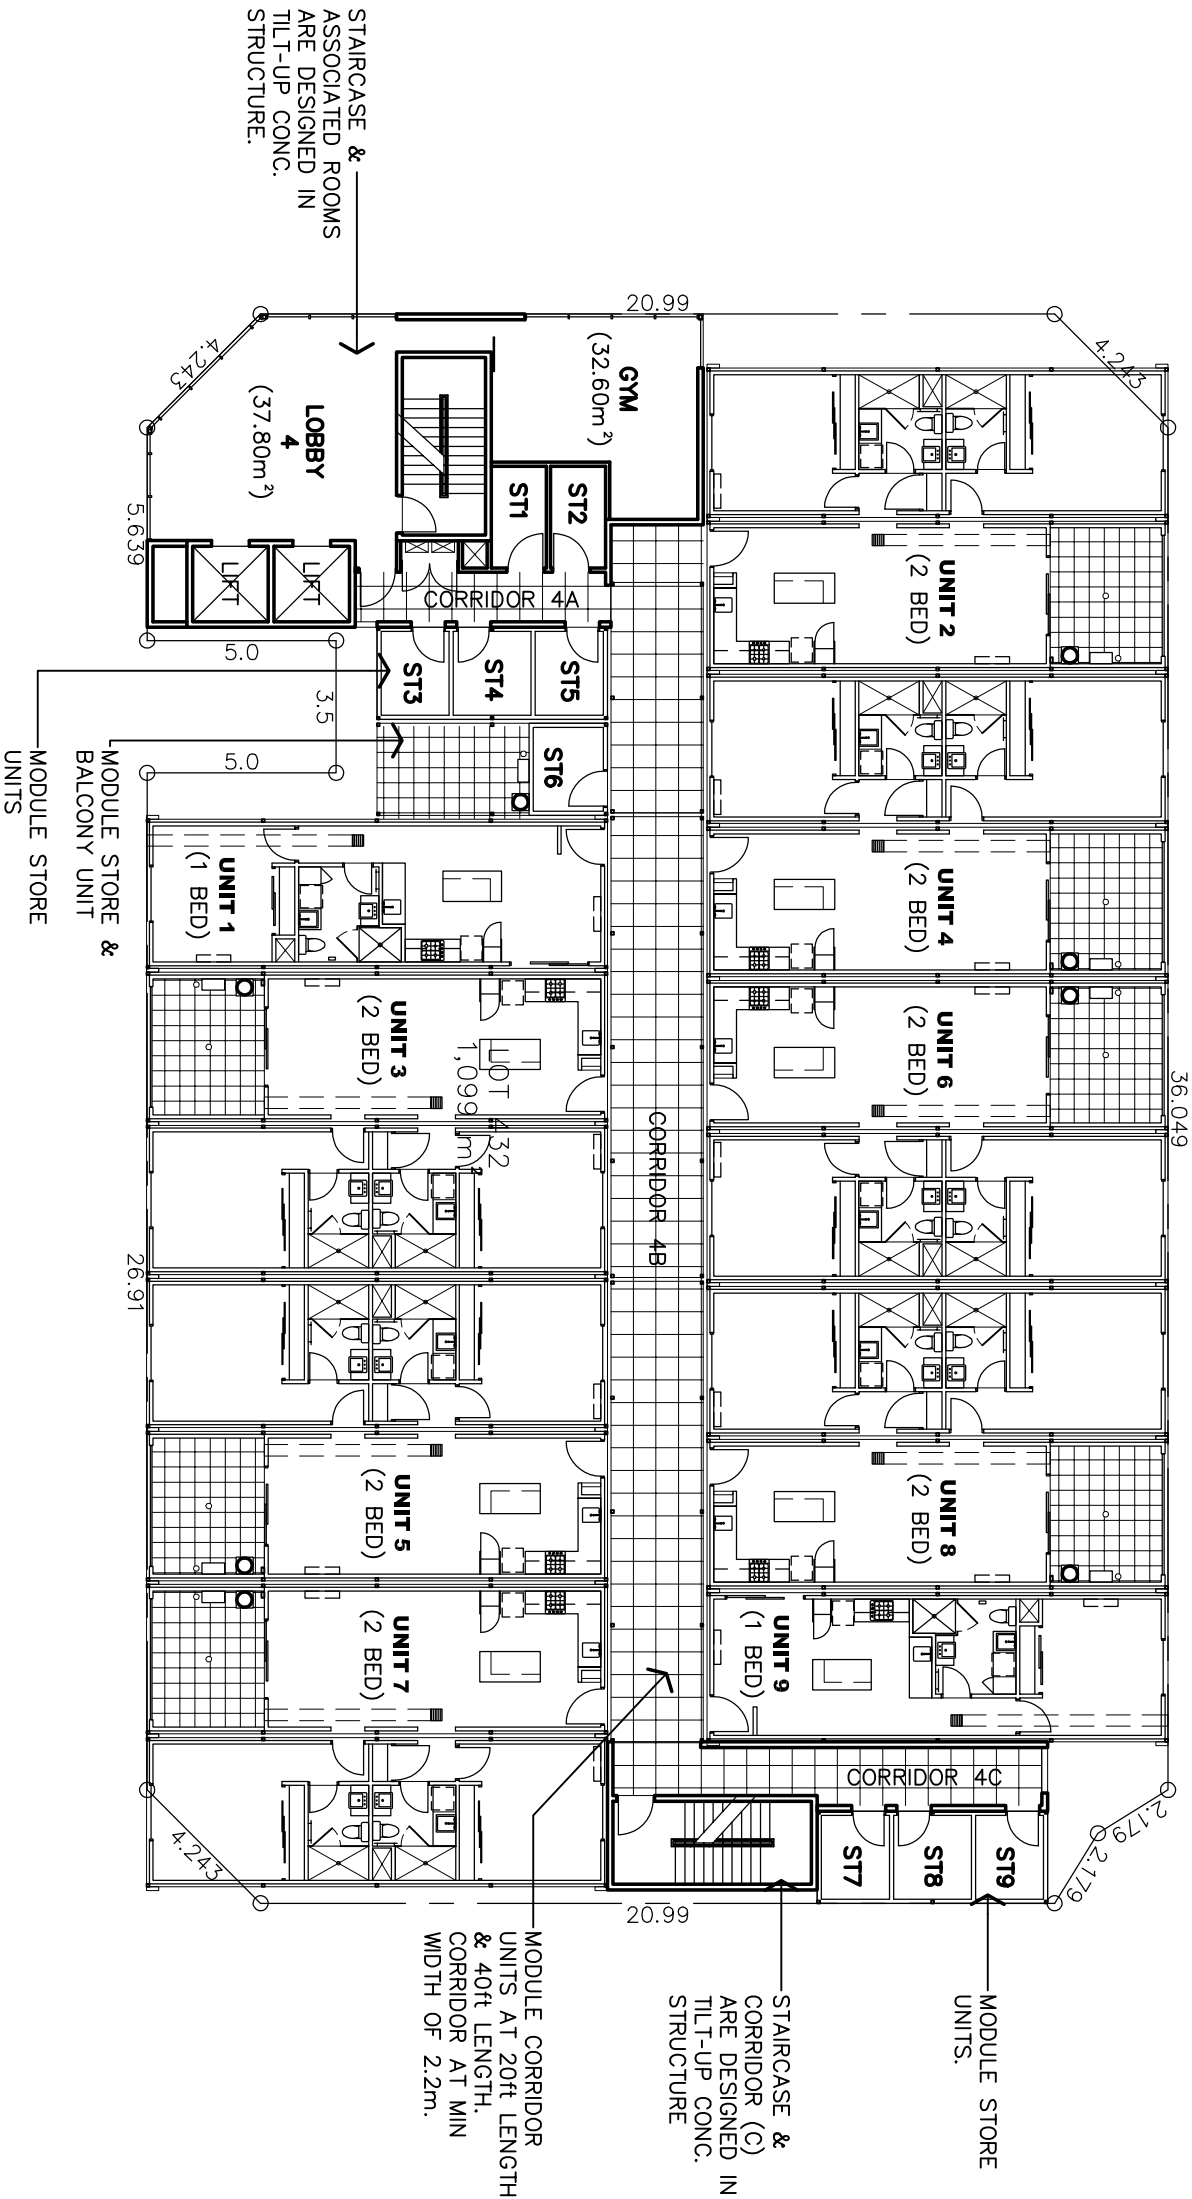 STAIRCASE &
ASSOCIATED ROOMS
ARE DESIGNED IN
TILT-UP CONC.
STRUCTURE.
20.99
4.243
4.243
GYM
(32.60m²)
LOBBY
4
(37.80m²)
5.639
ST1
ST2
LIFT
LIFT
CORRIDOR 4A
5.0
3.5
5.0
ST3
ST4
ST5
ST6
MODULE STORE
UNITS
MODULE STORE &
BALCONY UNIT
UNIT 2
(2 BED)
UNIT 4
(2 BED)
UNIT 6
(2 BED)
UNIT 8
(2 BED)
UNIT 9
(1 BED)
36.049
UNIT 1
(1 BED)
UNIT 3
(2 BED)
LOT 432
1,099 m²
UNIT 5
(2 BED)
UNIT 7
(2 BED)
26.91
CORRIDOR 4B
CORRIDOR 4C
ST7
ST8
ST9
2.179
2.179
4.243
20.99
MODULE STORE
UNITS.
STAIRCASE &
CORRIDOR (C)
ARE DESIGNED IN
TILT-UP CONC.
STRUCTURE
MODULE CORRIDOR
UNITS AT 20ft LENGTH
& 40ft LENGTH.
CORRIDOR AT MIN
WIDTH OF 2.2m.